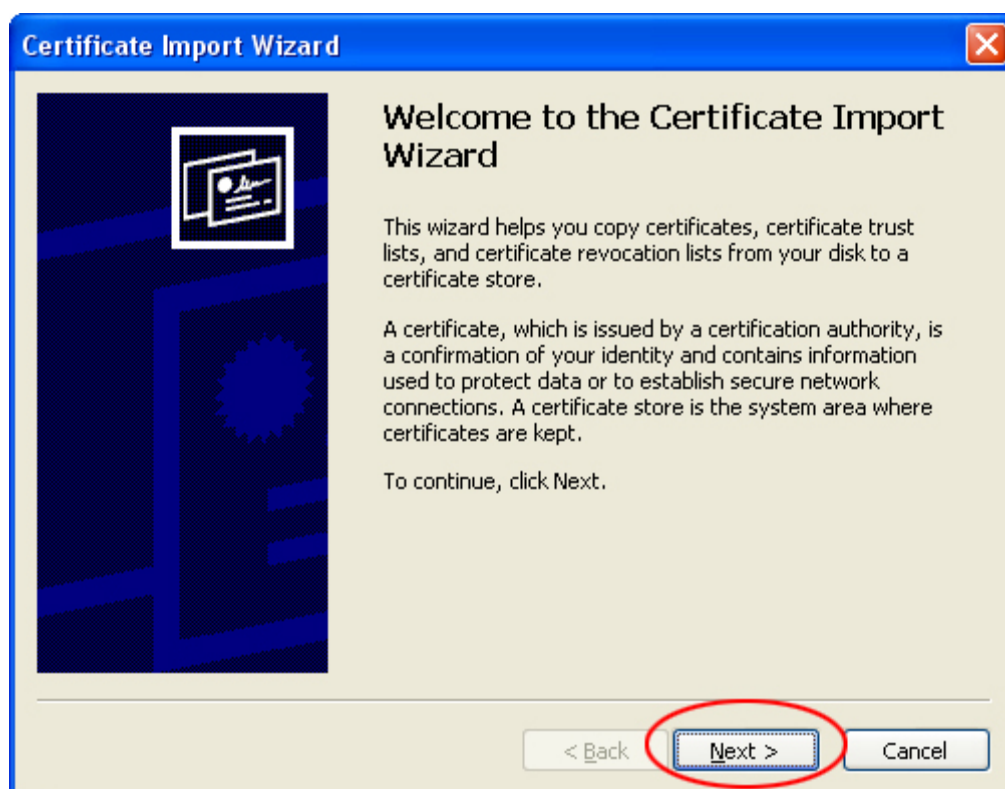 Certificate Import Wizard
Welcome to the Certificate Import
Wizard
This wizard helps you copy certificates, certificate trust
lists, and certificate revocation lists from your disk to a
certificate store.
A certificate, which is issued by a certification authority, is
a confirmation of your identity and contains information
used to protect data or to establish secure network
connections. A certificate store is the system area where
certificates are kept.
To continue, click Next.
< Back Next > Cancel